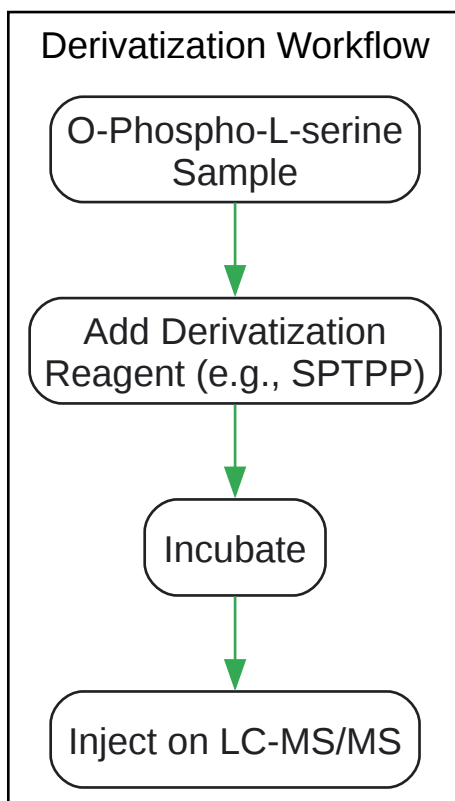 Derivatization Workflow
O-Phospho-L-serine
Sample
Add Derivatization
Reagent (e.g., SPTPP)
Incubate
Inject on LC-MS/MS